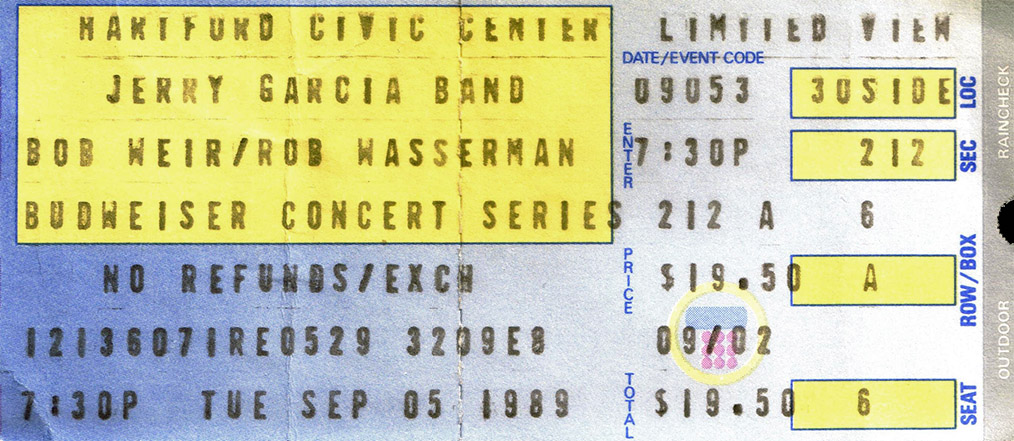 HARTFORD CIVIC CENTER LIMITED VIEW
DATE/EVENT CODE
JERRY GARCIA BAND 09053 30SIDE LOC
BOB WEIR/ROB WASSERMAN ENTER 7:30P 212 SEC
BUDWEISER CONCERT SERIES 212 A 6
NO REFUNDS/EXCH PRICE $19.50 A ROW/BOX
12136071RE0529 3209E8 09/02
7:30P TUE SEP 05 1989 TOTAL $19.50 6 SEAT
RAINCHECK
OUTDOOR